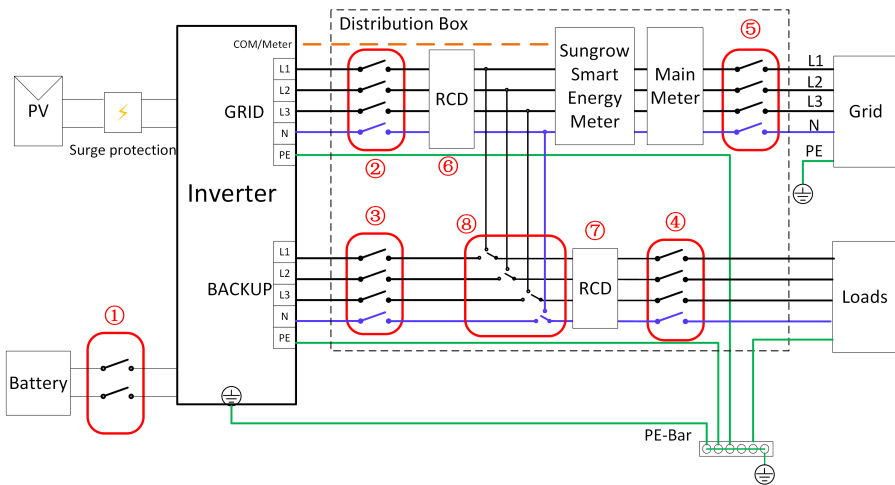 Distribution Box
⑤
COM/Meter
L1
L2
L3
N
PE
GRID
PV
⚡
Surge protection
RCD
Sungrow
Smart
Energy
Meter
Main
Meter
L1
L2
L3
N
PE
Grid
②
⑥
Inverter
③
⑧
⑦
④
L1
L2
L3
N
PE
BACKUP
RCD
Loads
①
Battery
PE-Bar